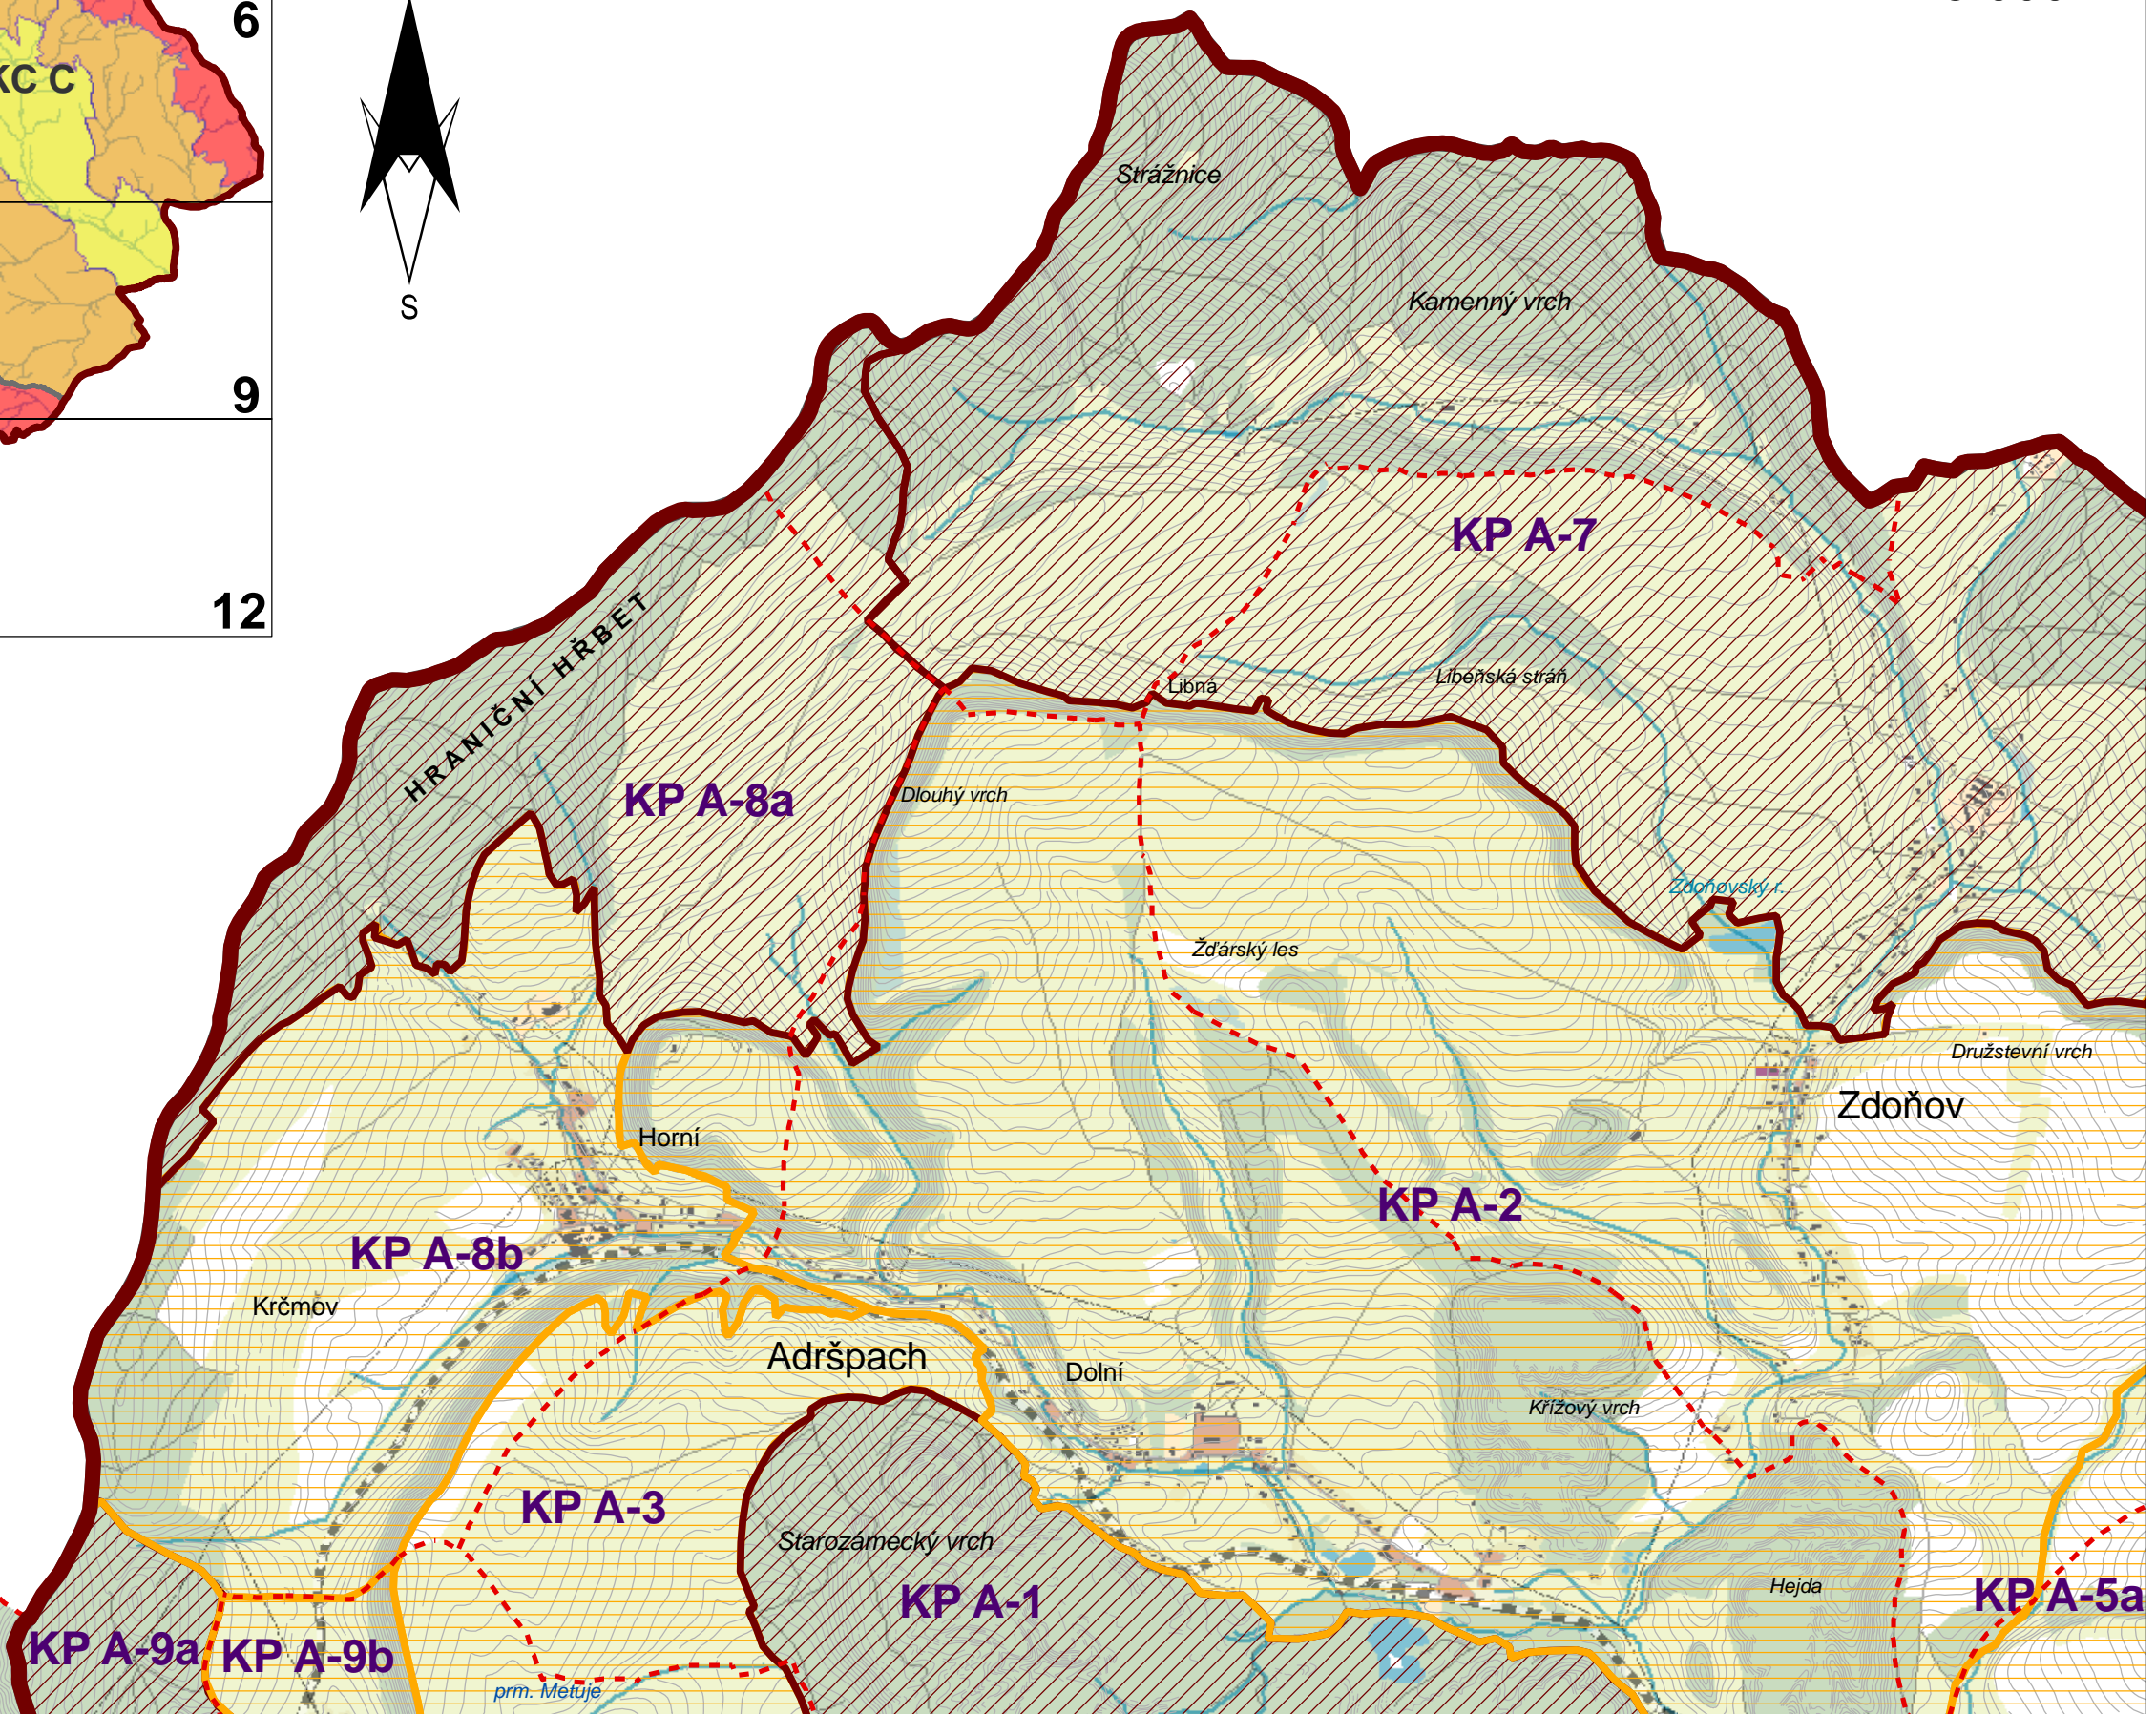 6
KC C
9
12
S
Strážnice
Kamenný vrch
KP A-7
HRANIČNÍ HŘBET
Libná
Libeňská stráň
KP A-8a
Dlouhý vrch
Zdoňovský r.
Žďárský les
Družstevní vrch
Zdoňov
Horní
KP A-2
KP A-8b
Krčmov
Adršpach
Dolní
Křížový vrch
KP A-3
Starozámecký vrch
Hejda
KP A-1
KP A-5a
KP A-9a
KP A-9b
prm. Metuje